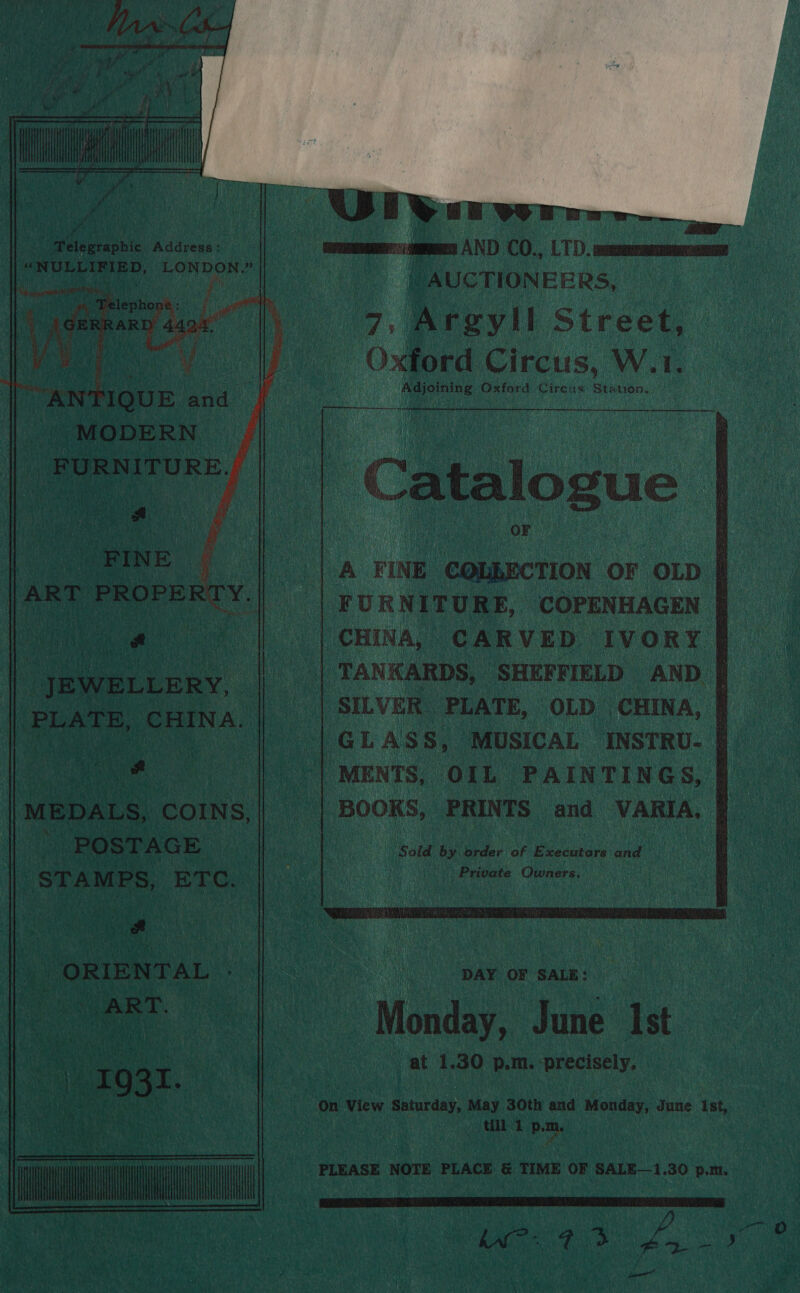 Telegraphic Address:
"NULLIFIED, LONDON."
Telephone:
GERRARD 4424.
ANTIQUE and
MODERN
FURNITURE.
FINE
ART PROPERTY.
JEWELLERY,
PLATE, CHINA.
MEDALS, COINS,
POSTAGE
STAMPS, ETC.
ORIENTAL
ART.
1931.
AND CO., LTD.
AUCTIONEERS,
7, Argyll Street,
Oxford Circus, W.1.
Adjoining Oxford Circus Station.
Catalogue
OF
A FINE COLLECTION OF OLD
FURNITURE, COPENHAGEN
CHINA, CARVED IVORY
TANKARDS, SHEFFIELD AND
SILVER PLATE, OLD CHINA,
GLASS, MUSICAL INSTRU-
MENTS, OIL PAINTINGS,
BOOKS, PRINTS and VARIA,
Sold by order of Executors and
Private Owners.
DAY OF SALE:
Monday, June 1st
at 1.30 p.m. precisely.
On View Saturday, May 30th and Monday, June 1st,
till 1 p.m.
PLEASE NOTE PLACE & TIME OF SALE—1.30 p.m.